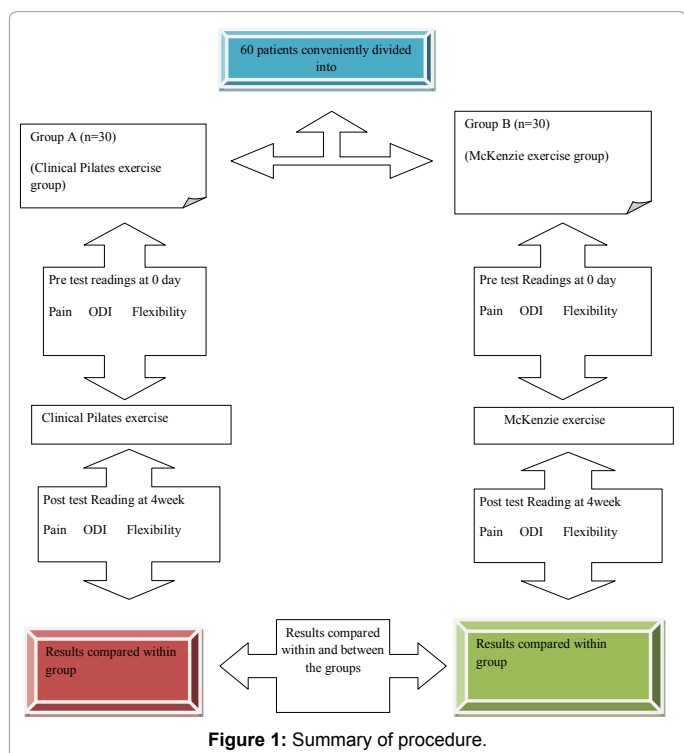 60 patients conveniently divided
into
Group A (n=30)
(Clinical Pilates exercise
group)
Group B (n=30)
(McKenzie exercise group)
Pre test readings at 0 day
Pain ODI Flexibility
Pre test Readings at 0 day
Pain ODI Flexibility
Clinical Pilates exercise
McKenzie exercise
Post test Reading at 4week
Pain ODI Flexibility
Post test Reading at 4week
Pain ODI Flexibility
Results compared within
group
Results compared
within and between
the groups
Results compared within
group
Figure 1: Summary of procedure.